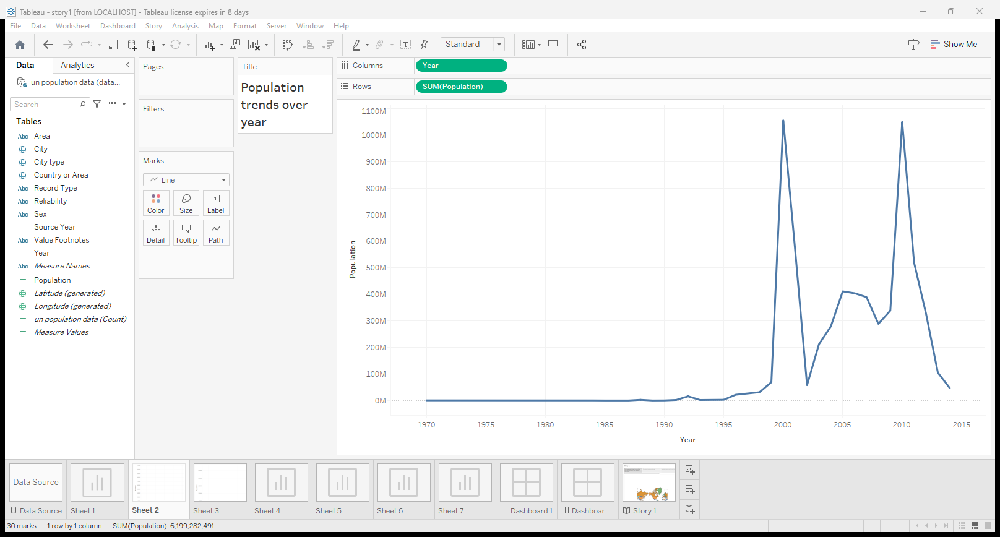 Tableau - story1 [from LOCALHOST] - Tableau license expires in 8 days
File Data Worksheet Dashboard Story Analysis Map Format Server Window Help
Standard
Show Me
Data Analytics
un population data (data...
Search
Tables
Abc Area
City
City type
Country or Area
Abc Record Type
Abc Reliability
Abc Sex
Source Year
Abc Value Footnotes
Year
Abc Measure Names
Population
Latitude (generated)
Longitude (generated)
un population data (Count)
Measure Values
Pages
Filters
Marks
Line
Color Size Label
Detail Tooltip Path
Title
Population
trends over
year
Columns Year
Rows SUM(Population)
1100M
1000M
900M
800M
700M
600M
500M
400M
300M
200M
100M
0M
Population
1970 1975 1980 1985 1990 1995 2000 2005 2010 2015
Year
Data Source
Data Source Sheet 1 Sheet 2 Sheet 3 Sheet 4 Sheet 5 Sheet 6 Sheet 7 Dashboard 1 Dashboar... Story 1
30 marks 1 row by 1 column SUM(Population): 6,199,282,491